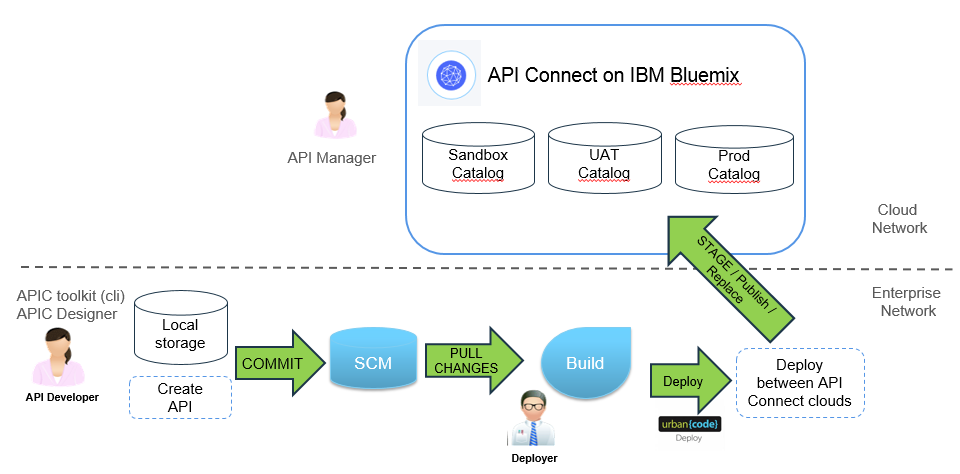 API Connect on IBM Bluemix
API Manager
Sandbox
Catalog
UAT
Catalog
Prod
Catalog
Cloud
Network
STAGE / Publish /
Replace
Enterprise
Network
APIC toolkit (cli)
APIC Designer
API Developer
Local
storage
Create
API
COMMIT
SCM
PULL
CHANGES
Build
Deployer
Deploy
urban{code}
Deploy
Deploy
between API
Connect clouds